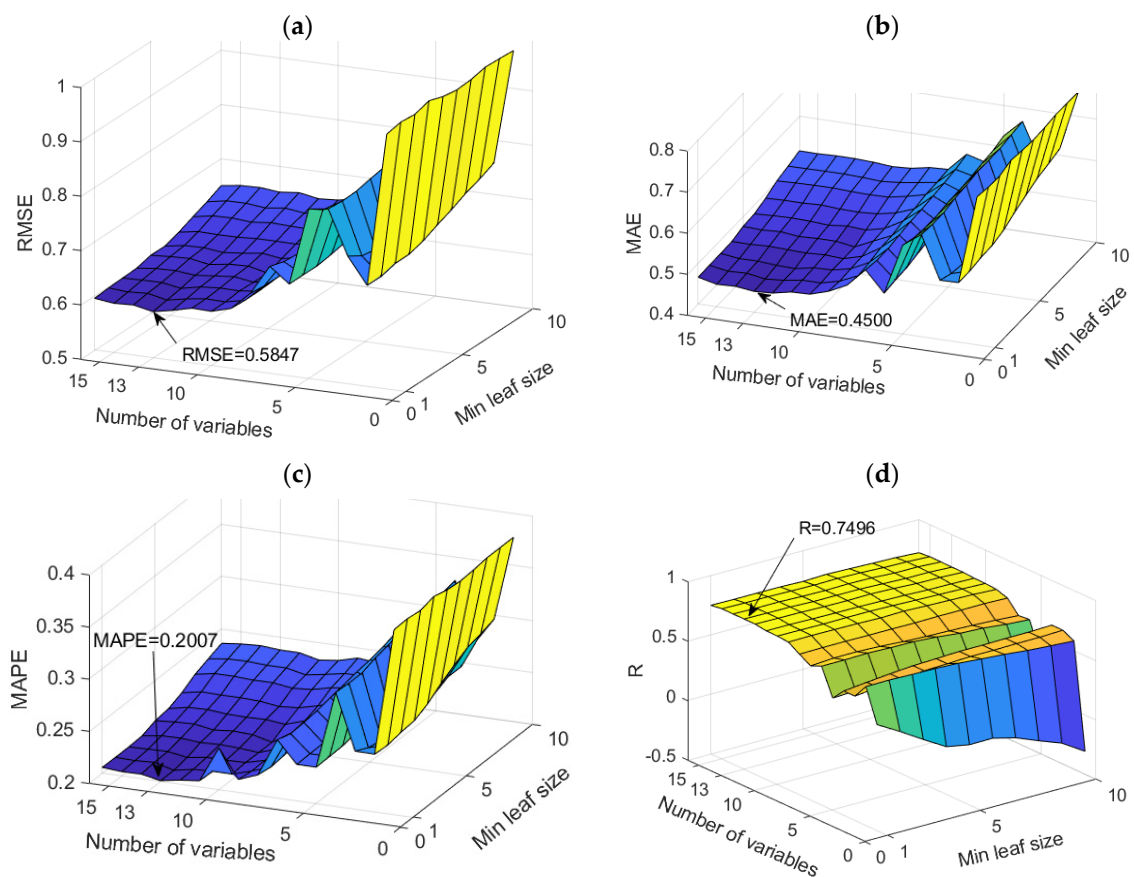 (a)
1
0.9
0.8
0.7
0.6
0.5
RMSE
RMSE=0.5847
15
13
10
5
0
Number of variables
0
1
5
10
Min leaf size
(b)
0.8
0.7
0.6
0.5
0.4
MAE
MAE=0.4500
15
13
10
5
0
Number of variables
0
1
5
10
Min leaf size
(c)
0.4
0.35
0.3
0.25
0.2
MAPE
MAPE=0.2007
15
13
10
5
0
Number of variables
0
1
5
10
Min leaf size
(d)
R=0.7496
1
0.5
0
-0.5
R
15
13
10
5
0
Number of variables
0
1
5
10
Min leaf size